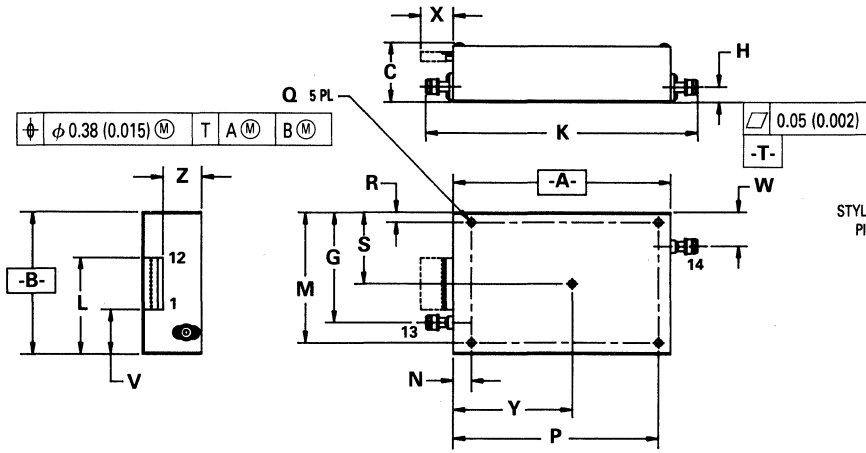 X
C
H
Q 5 PL
K
⌖ ϕ 0.38 (0.015) Ⓜ T A Ⓜ B Ⓜ
▱ 0.05 (0.002)
-T-
Z
R
-A-
W
STYL
PI
-B-
L
12
1
V
M
G
S
14
13
N
Y
P